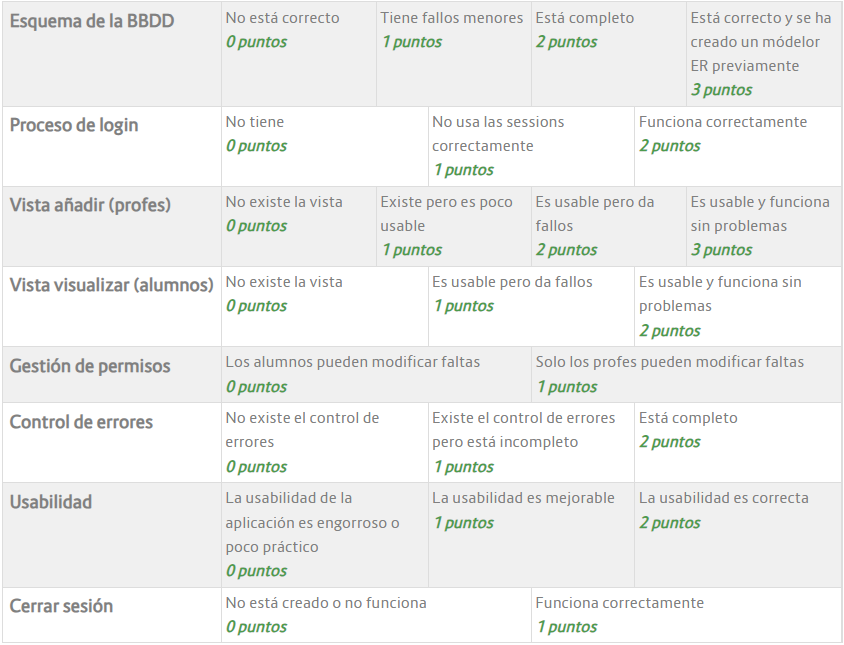 Esquema de la BBDD
No está correcto
0 puntos
Tiene fallos menores
1 puntos
Está completo
2 puntos
Está correcto y se ha
creado un módelor
ER previamente
3 puntos
Proceso de login
No tiene
0 puntos
No usa las sessions
correctamente
1 puntos
Funciona correctamente
2 puntos
Vista añadir (profes)
No existe la vista
0 puntos
Existe pero es poco
usable
1 puntos
Es usable pero da
fallos
2 puntos
Es usable y funciona
sin problemas
3 puntos
Vista visualizar (alumnos)
No existe la vista
0 puntos
Es usable pero da fallos
1 puntos
Es usable y funciona sin
problemas
2 puntos
Gestión de permisos
Los alumnos pueden modificar faltas
0 puntos
Solo los profes pueden modificar faltas
1 puntos
Control de errores
No existe el control de
errores
0 puntos
Existe el control de errores
pero está incompleto
1 puntos
Está completo
2 puntos
Usabilidad
La usabilidad de la
aplicación es engorroso o
poco práctico
0 puntos
La usabilidad es mejorable
1 puntos
La usabilidad es correcta
2 puntos
Cerrar sesión
No está creado o no funciona
0 puntos
Funciona correctamente
1 puntos